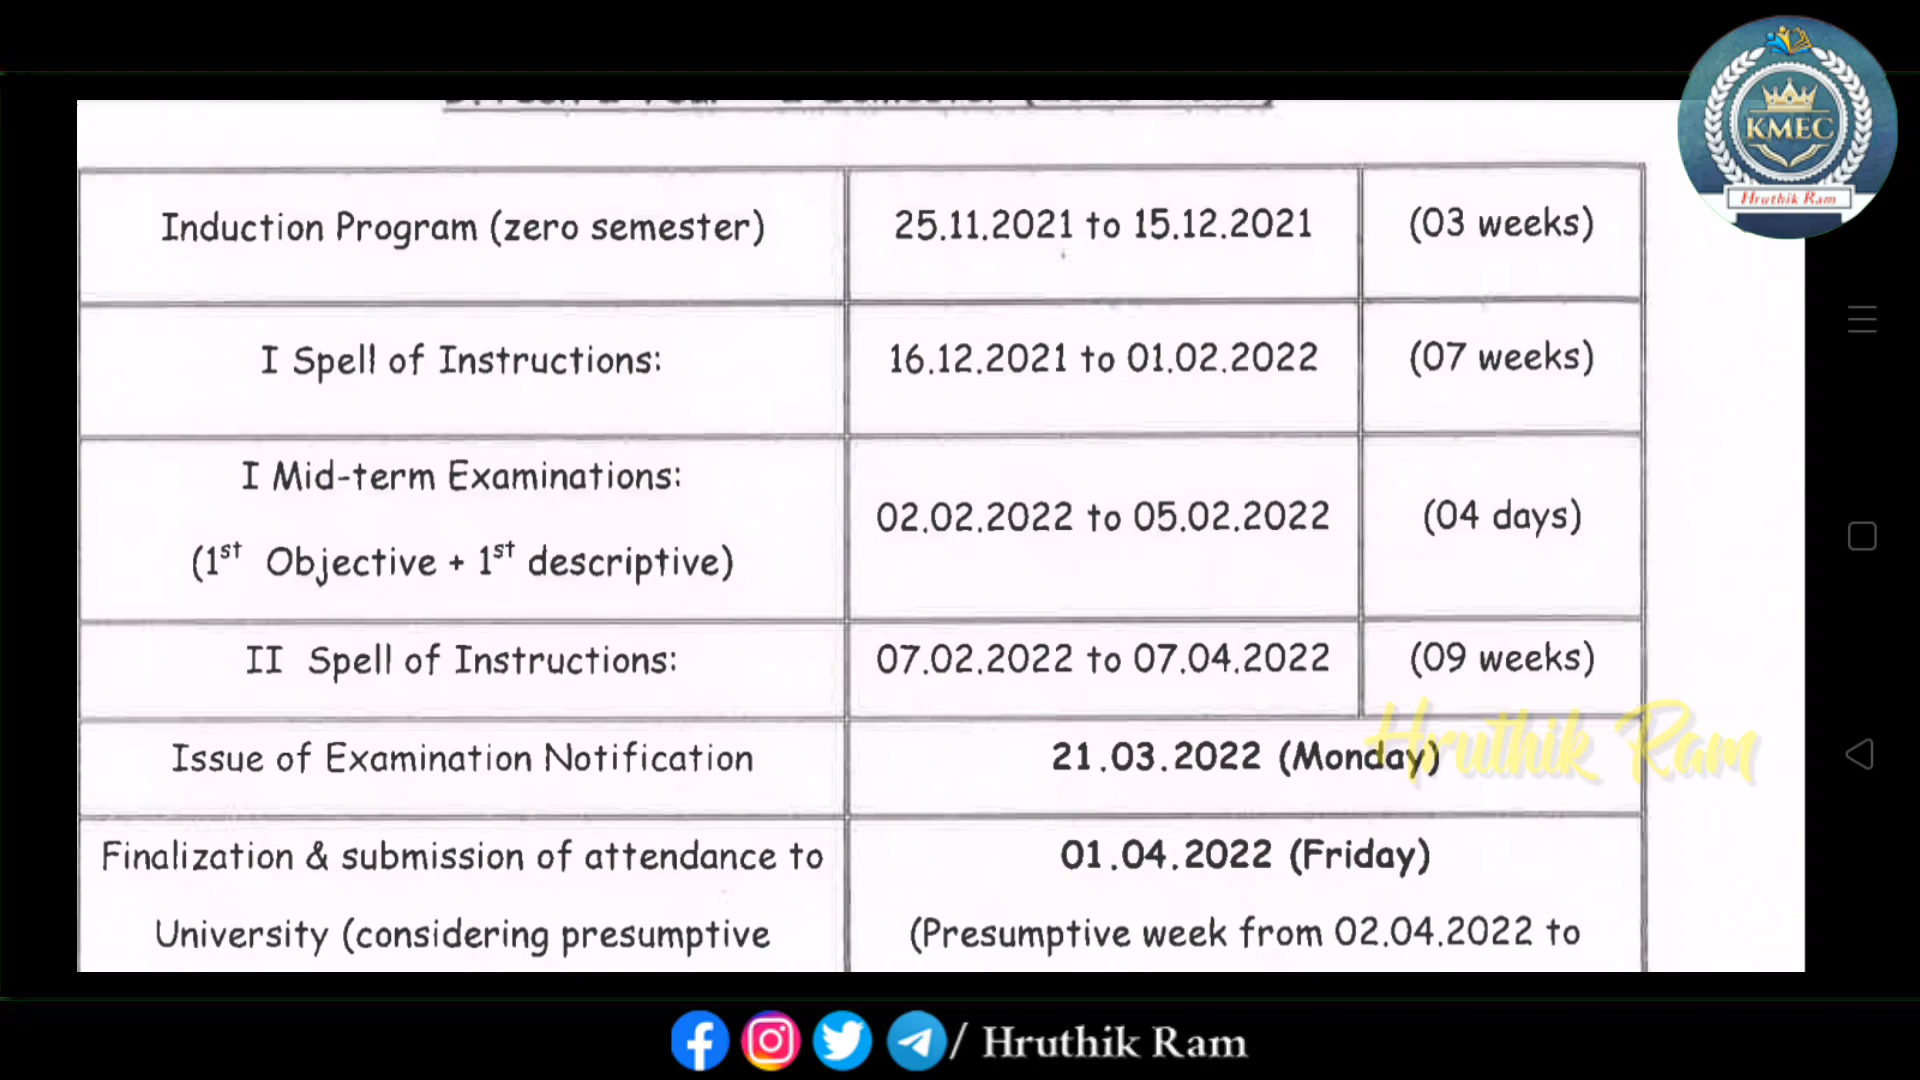 Induction Program (zero semester) 25.11.2021 to 15.12.2021 (03 weeks)
I Spell of Instructions: 16.12.2021 to 01.02.2022 (07 weeks)
I Mid-term Examinations:
(1st Objective + 1st descriptive) 02.02.2022 to 05.02.2022 (04 days)
II Spell of Instructions: 07.02.2022 to 07.04.2022 (09 weeks)
Issue of Examination Notification 21.03.2022 (Monday)
Finalization & submission of attendance to 01.04.2022 (Friday)
University (considering presumptive (Presumptive week from 02.04.2022 to
KMEC
Hruthik Ram
Hruthik Ram
/ Hruthik Ram